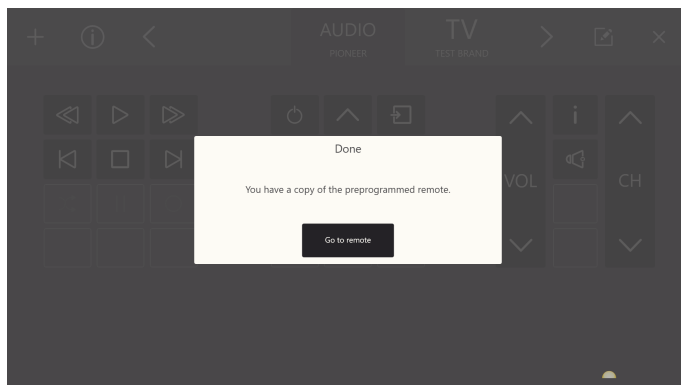 AUDIO
PIONEER
TV
TEST BRAND
Done
You have a copy of the preprogrammed remote.
Go to remote
VOL
CH